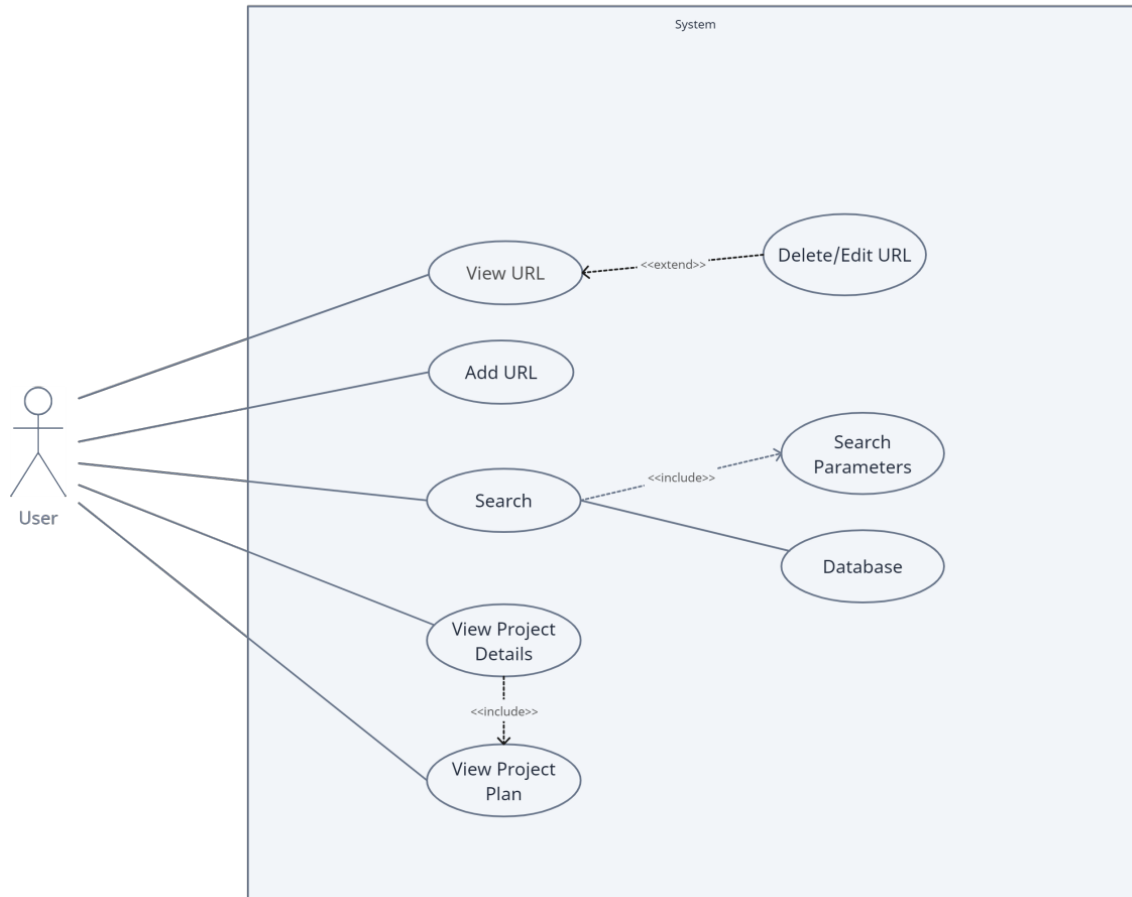 System
View URL
<<extend>>
Delete/Edit URL
Add URL
Search
Parameters
<<include>>
Search
Database
User
View Project
Details
<<include>>
View Project
Plan